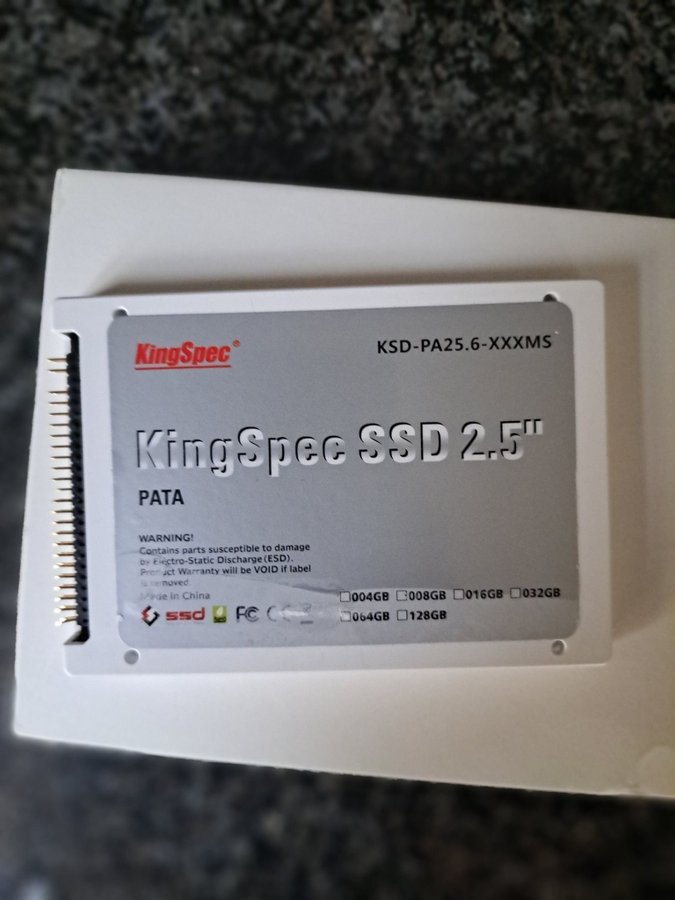 KingSpec®
KSD-PA25.6-XXXMS
KingSpec SSD 2.5"
PATA
WARNING!
Contains parts susceptible to damage
by Electro-Static Discharge (ESD).
Product Warranty will be VOID if label
is removed
Made in China
004GB 008GB 016GB 032GB
ssd FC CE
064GB 128GB